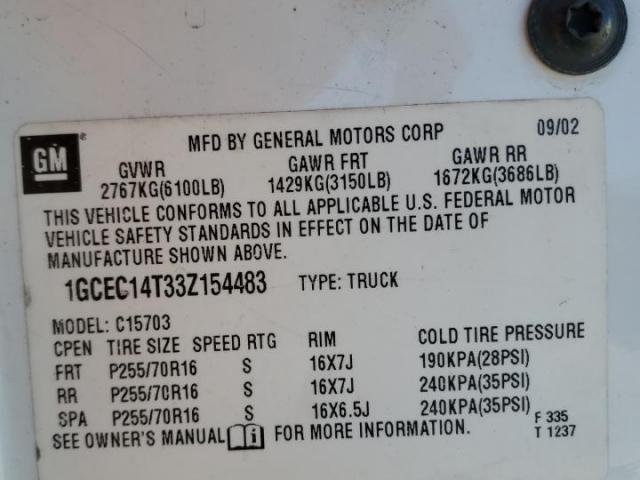 GM ® MFD BY GENERAL MOTORS CORP 09/02
GVWR GAWR FRT GAWR RR
2767KG(6100LB) 1429KG(3150LB) 1672KG(3686LB)
THIS VEHICLE CONFORMS TO ALL APPLICABLE U.S. FEDERAL MOTOR
VEHICLE SAFETY STANDARDS IN EFFECT ON THE DATE OF
MANUFACTURE SHOWN ABOVE.
1GCEC14T33Z154483 TYPE: TRUCK
MODEL: C15703
CPEN TIRE SIZE SPEED RTG RIM COLD TIRE PRESSURE
FRT P255/70R16 S 16X7J 190KPA(28PSI)
RR P255/70R16 S 16X7J 240KPA(35PSI)
SPA P255/70R16 S 16X6.5J 240KPA(35PSI)
SEE OWNER'S MANUAL i FOR MORE INFORMATION.
F 335
T 1237